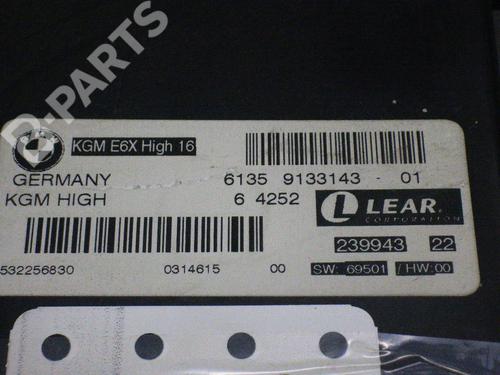 B-PARTS
KGM E6X High 16
GERMANY 6135 9133143 - 01
KGM HIGH 6 4252
L LEAR.
CORPORATION
239943 22
532256830 0314615 00 SW: 69501 / HW:00